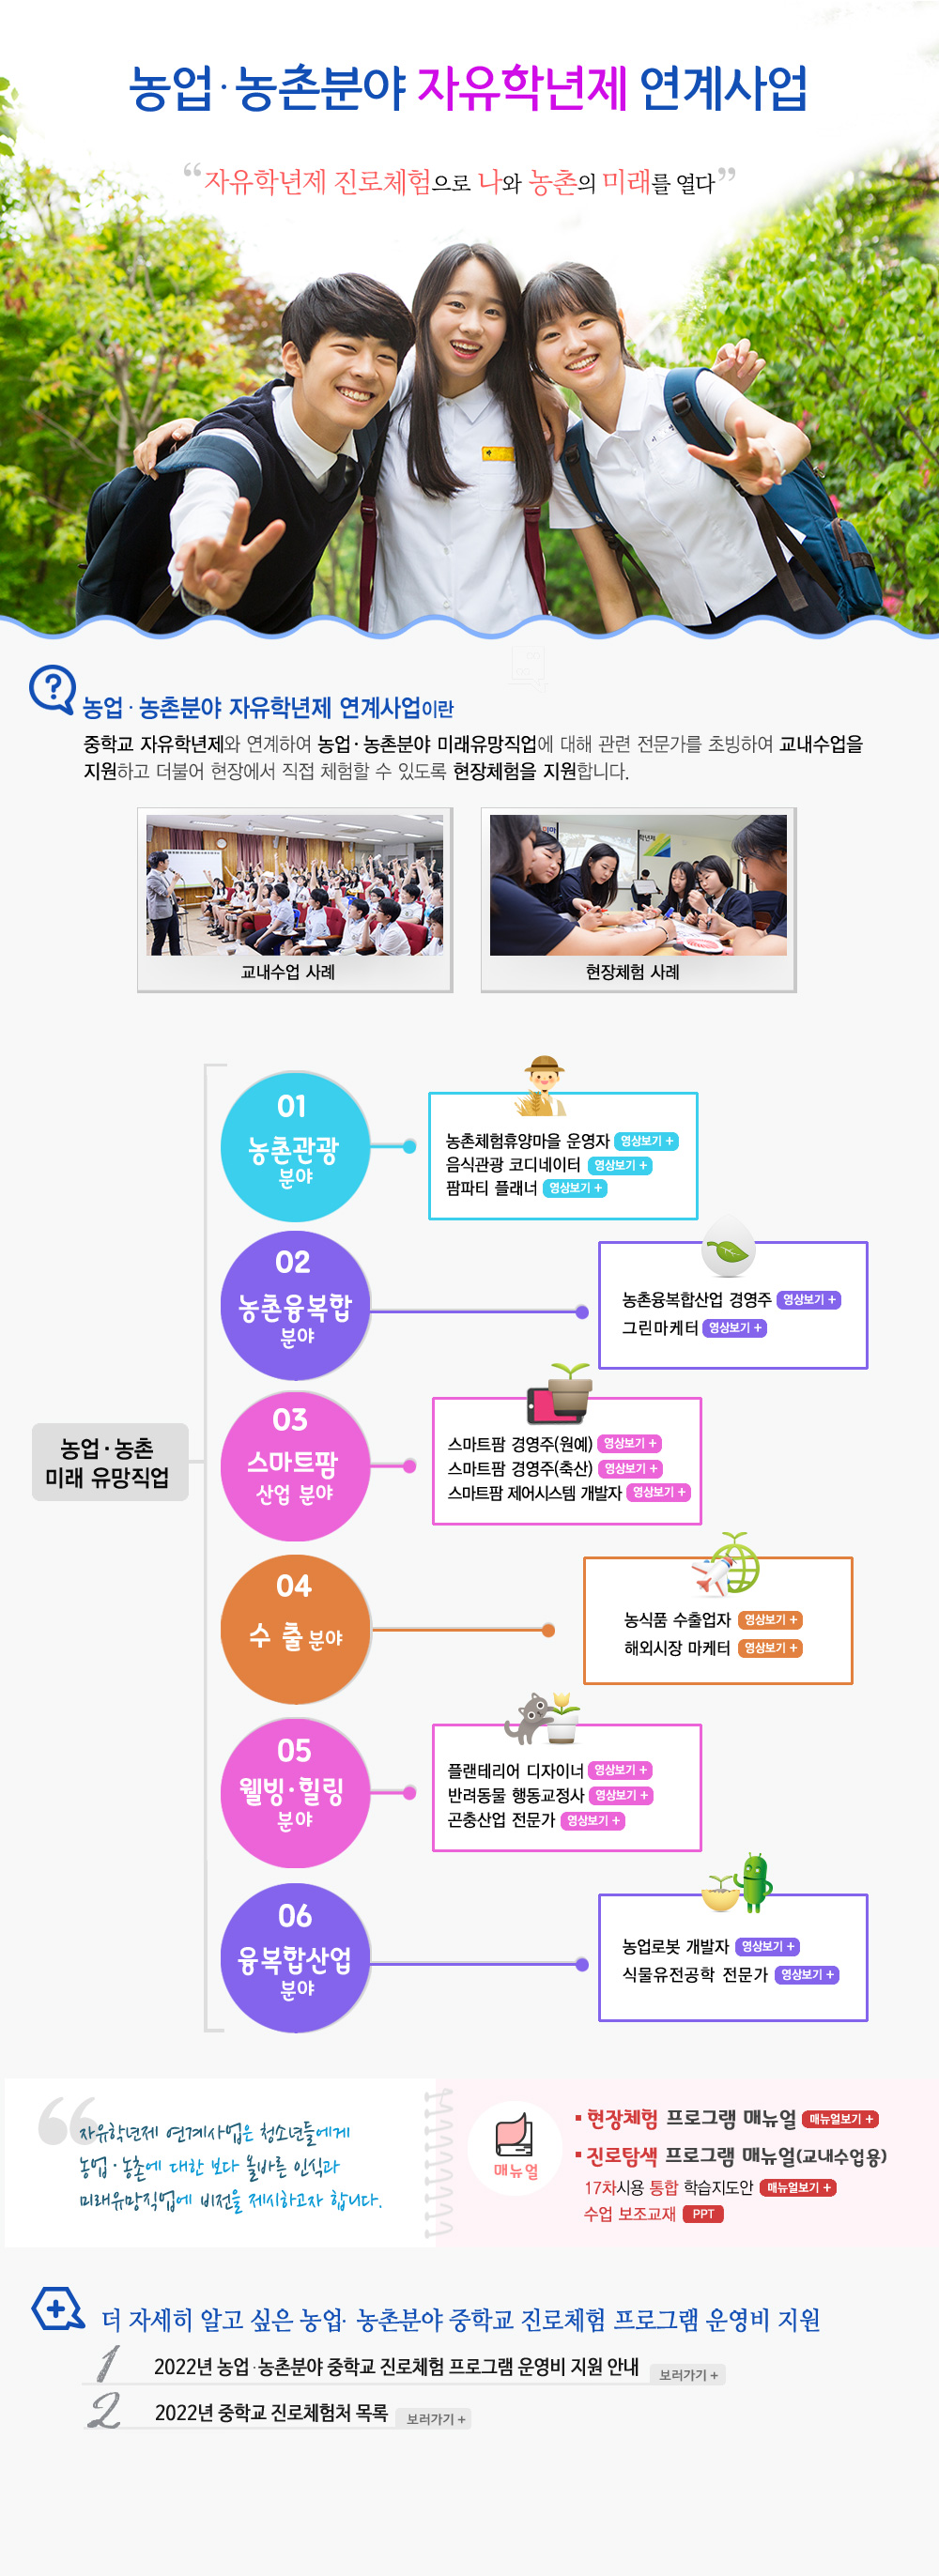 농업·농촌분야 자유학년제 연계사업
“자유학년제 진로체험으로 나와 농촌의 미래를 열다”
농업·농촌분야 자유학년제 연계사업이란
중학교 자유학년제와 연계하여 농업·농촌분야 미래유망직업에 대해 관련 전문가를 초빙하여 교내수업을
지원하고 더불어 현장에서 직접 체험할 수 있도록 현장체험을 지원합니다.
교내수업 사례
현장체험 사례
농업·농촌
미래 유망직업
01
농촌관광
분야
농촌체험휴양마을 운영자 영상보기 +
음식관광 코디네이터 영상보기 +
팜파티 플래너 영상보기 +
02
농촌융복합
분야
농촌융복합산업 경영주 영상보기 +
그린마케터 영상보기 +
03
스마트팜
산업 분야
스마트팜 경영주(원예) 영상보기 +
스마트팜 경영주(축산) 영상보기 +
스마트팜 제어시스템 개발자 영상보기 +
04
수 출 분야
농식품 수출업자 영상보기 +
해외시장 마케터 영상보기 +
05
웰빙·힐링
분야
플랜테리어 디자이너 영상보기 +
반려동물 행동교정사 영상보기 +
곤충산업 전문가 영상보기 +
06
융복합산업
분야
농업로봇 개발자 영상보기 +
식물유전공학 전문가 영상보기 +
자유학년제 연계사업은 청소년들에게
농업·농촌에 대한 보다 올바른 인식과
미래유망직업에 비전을 제시하고자 합니다.
매뉴얼
현장체험 프로그램 매뉴얼 매뉴얼보기 +
진로탐색 프로그램 매뉴얼(교내수업용)
17차시용 통합 학습지도안 매뉴얼보기 +
수업 보조교재 PPT
더 자세히 알고 싶은 농업· 농촌분야 중학교 진로체험 프로그램 운영비 지원
1 2022년 농업·농촌분야 중학교 진로체험 프로그램 운영비 지원 안내 보러가기 +
2 2022년 중학교 진로체험처 목록 보러가기 +